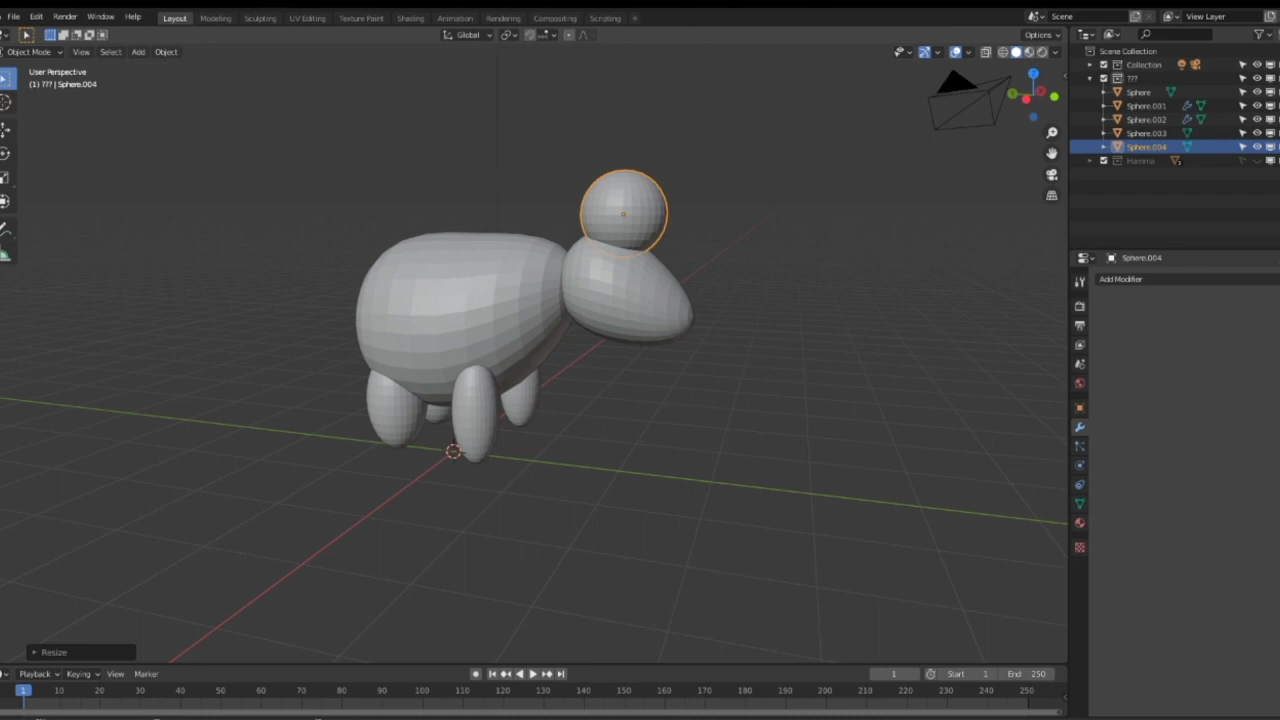 File Edit Render Window Help Layout Modeling Sculpting UV Editing Texture Paint Shading Animation Rendering Compositing Scripting + Scene View Layer
Global Options
Object Mode View Select Add Object
User Perspective
(1) ??? | Sphere.004
Scene Collection
Collection
???
Sphere
Sphere.001
Sphere.002
Sphere.003
Sphere.004
Hamma
Sphere.004
Add Modifier
Z
Resize
Playback Keying View Marker 1 Start 1 End 250
1 10 20 30 40 50 60 70 80 90 100 110 120 130 140 150 160 170 180 190 200 210 220 230 240 250